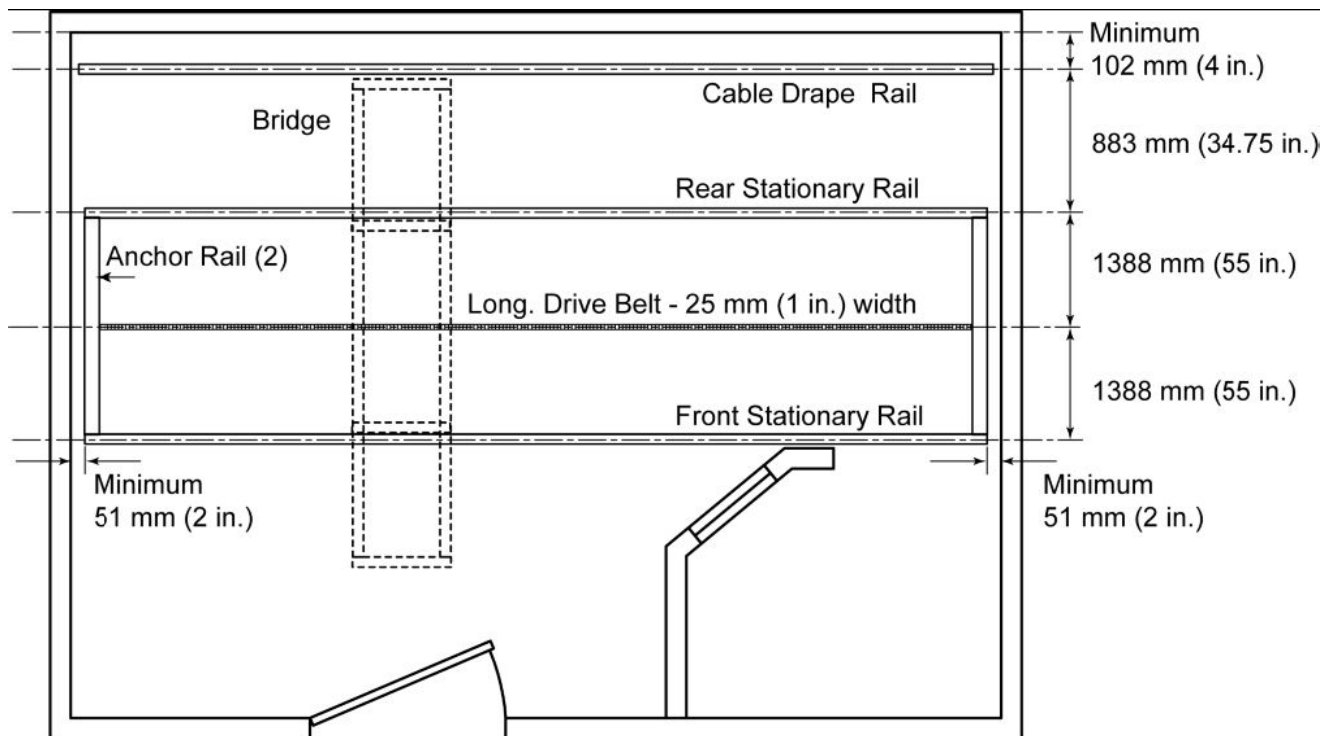 Minimum
102 mm (4 in.)
Cable Drape Rail
Bridge
883 mm (34.75 in.)
Rear Stationary Rail
Anchor Rail (2)
1388 mm (55 in.)
Long. Drive Belt - 25 mm (1 in.) width
1388 mm (55 in.)
Front Stationary Rail
Minimum
51 mm (2 in.)
Minimum
51 mm (2 in.)